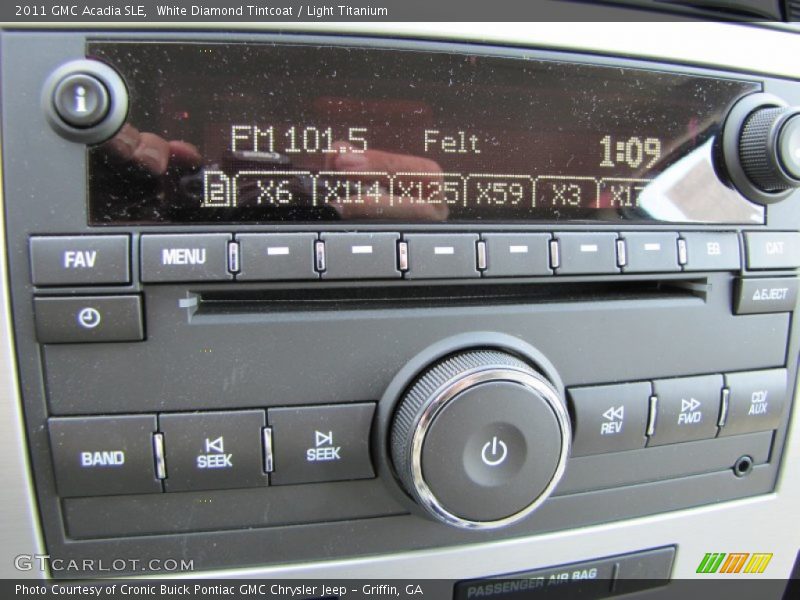 2011 GMC Acadia SLE, White Diamond Tintcoat / Light Titanium
i
FM 101.5 Felt 1:09
2 X6 X114 X125 X59 X3
FAV MENU EQ CAT
EJECT
BAND SEEK SEEK REV FWD CD/
AUX
GTCARLOT.COM
PASSENGER AIR BAG
Photo Courtesy of Cronic Buick Pontiac GMC Chrysler Jeep - Griffin, GA